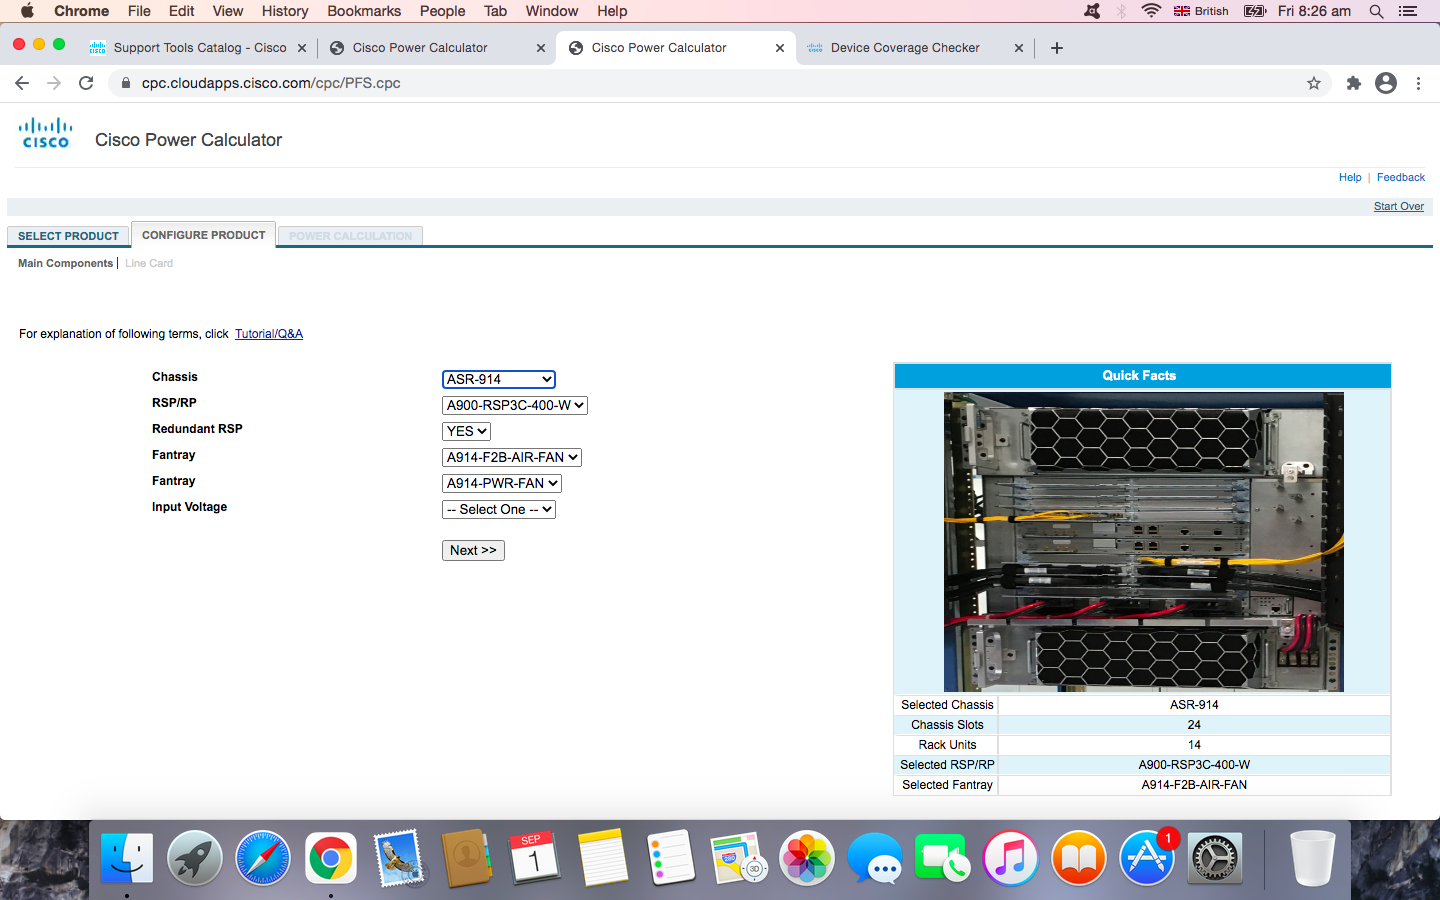 Chrome File Edit View History Bookmarks People Tab Window Help British Fri 8:26 am
Support Tools Catalog - Cisco Cisco Power Calculator Cisco Power Calculator Device Coverage Checker
cpc.cloudapps.cisco.com/cpc/PFS.cpc
CISCO Cisco Power Calculator
Help | Feedback
Start Over
SELECT PRODUCT CONFIGURE PRODUCT POWER CALCULATION
Main Components | Line Card
For explanation of following terms, click Tutorial/Q&A
Chassis ASR-914
RSP/RP A900-RSP3C-400-W
Redundant RSP YES
Fantray A914-F2B-AIR-FAN
Fantray A914-PWR-FAN
Input Voltage -- Select One --
Next >>
Quick Facts
Selected Chassis ASR-914
Chassis Slots 24
Rack Units 14
Selected RSP/RP A900-RSP3C-400-W
Selected Fantray A914-F2B-AIR-FAN
SEP
1
280
3D
1